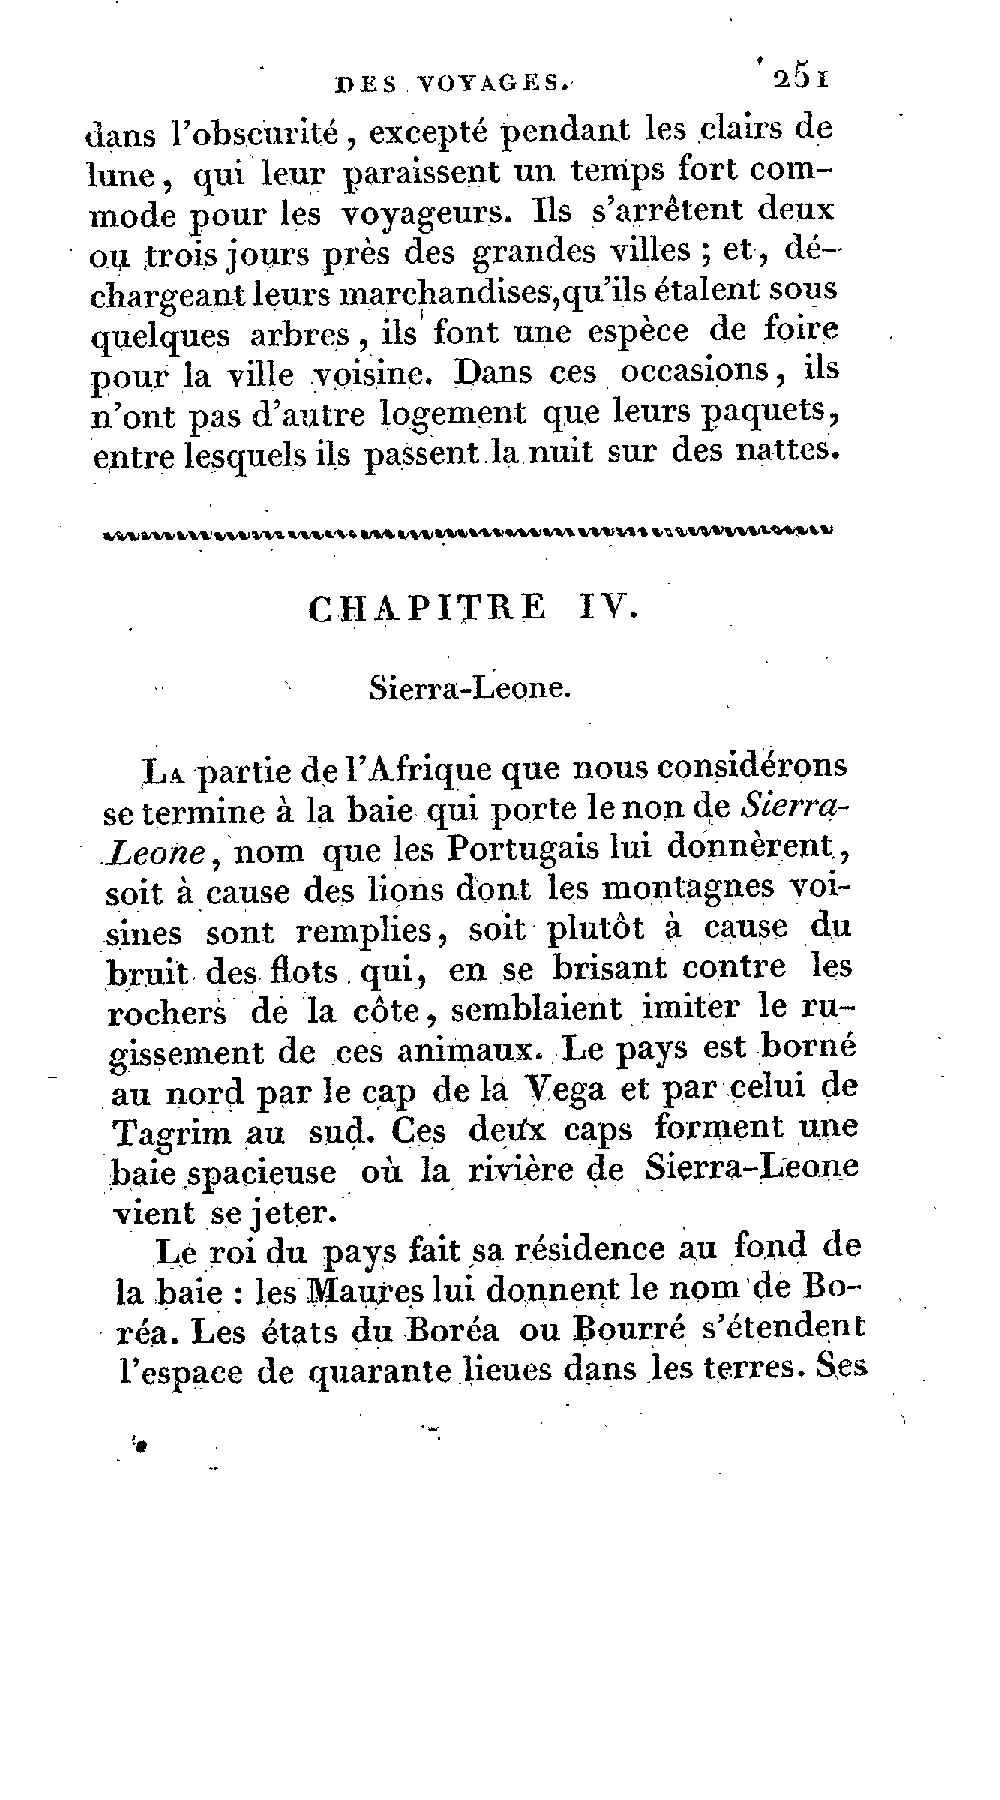 DES VOYAGES. 251
dans l'obscurité, excepté pendant les clairs de
lune, qui leur paraissent un temps fort com-
mode pour les voyageurs. Ils s'arrêtent deux
ou trois jours près des grandes villes ; et, dé-
chargeant leurs marchandises, qu'ils étalent sous
quelques arbres, ils font une espèce de foire
pour la ville voisine. Dans ces occasions, ils
n'ont pas d'autre logement que leurs paquets,
entre lesquels ils passent la nuit sur des nattes.
CHAPITRE IV.
Sierra-Leone.
LA partie de l'Afrique que nous considérons
se termine à la baie qui porte le non de Sierra-
Leone, nom que les Portugais lui donnèrent,
soit à cause des lions dont les montagnes voi-
sines sont remplies, soit plutôt à cause du
bruit des flots qui, en se brisant contre les
rochers de la côte, semblaient imiter le ru-
gissement de ces animaux. Le pays est borné
au nord par le cap de la Vega et par celui de
Tagrim au sud. Ces deux caps forment une
baie spacieuse où la rivière de Sierra-Leone
vient se jeter.
Le roi du pays fait sa résidence au fond de
la baie : les Maures lui donnent le nom de Bo-
réa. Les états du Boréa ou Bourré s'étendent
l'espace de quarante lieues dans les terres. Ses